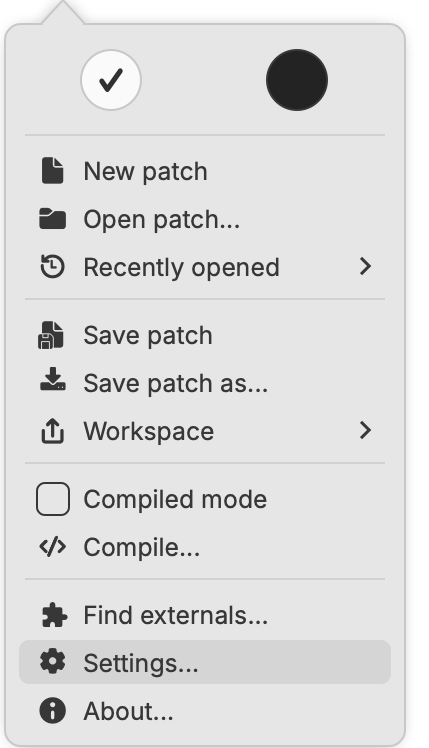 New patch
Open patch...
Recently opened
Save patch
Save patch as...
Workspace
Compiled mode
Compile...
Find externals...
Settings...
About...